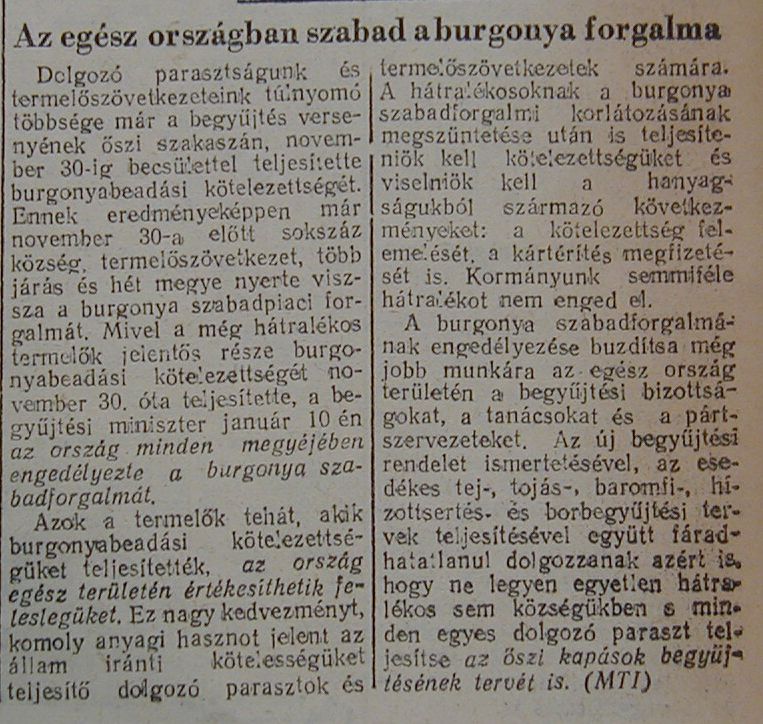 Az egész országban szabad a burgonya forgalma
Dolgozó parasztságunk és
termelőszövetkezeteink túlnyomó
többsége már a begyűjtés verse-
nyének őszi szakaszán, novem-
ber 30-ig becsülettel teljesítette
burgonyabeadási kötelezettségét.
Ennek eredményeképpen már
november 30-a előtt sokszáz
község, termelőszövetkezet, több
járás és hét megye nyerte visz-
sza a burgonya szabadpiaci for-
galmát. Mivel a még hátralékos
termelők jelentős része burgo-
nyabeadási kötelezettségét no-
vember 30. óta teljesítette, a be-
gyűjtési miniszter január 10 én
az ország minden megyéjében
engedélyezte a burgonya sza-
badforgalmát.
Azok a termelők tehát, akik
burgonyabeadási kötelezettsé-
güket teljesítették, az ország
egész területén értékesíthetik fe-
leslegüket. Ez nagy kedvezményt,
komoly anyagi hasznot jelent az
állam iránti kötelességüket
teljesítő dolgozó parasztok és
termelőszövetkezetek számára.
A hátralékosoknak a burgonya
szabadforgalmi korlátozásának
megszüntetése után is teljesíte-
niök kell kötelezettségüket és
viselniök kell a hanyag-
ságukból származó következ-
ményeket: a kötelezettség fel-
emelését, a kártérítés megfizeté-
sét is. Kormányunk semmiféle
hátralékot nem enged el.
A burgonya szabadforgalmá-
nak engedélyezése buzdítsa még
jobb munkára az egész ország
területén a begyűjtési bizottsá-
gokat, a tanácsokat és a párt-
szervezeteket. Az új begyűjtési
rendelet ismertetésével, az ese-
dékes tej-, tojás-, baromfi-, hí-
zottsertés- és borbegyűjtési ter-
vek teljesítésével együtt fárad-
hatatlanul dolgozzanak azért is,
hogy ne legyen egyetlen hátra-
lékos sem községükben s min-
den egyes dolgozó paraszt tel-
jesítse az őszi kapások begyűj-
tésének tervét is. (MTI)